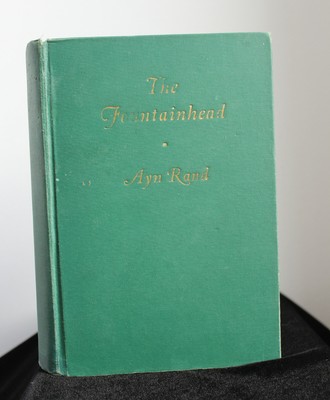 The
Fountainhead
Ayn Rand